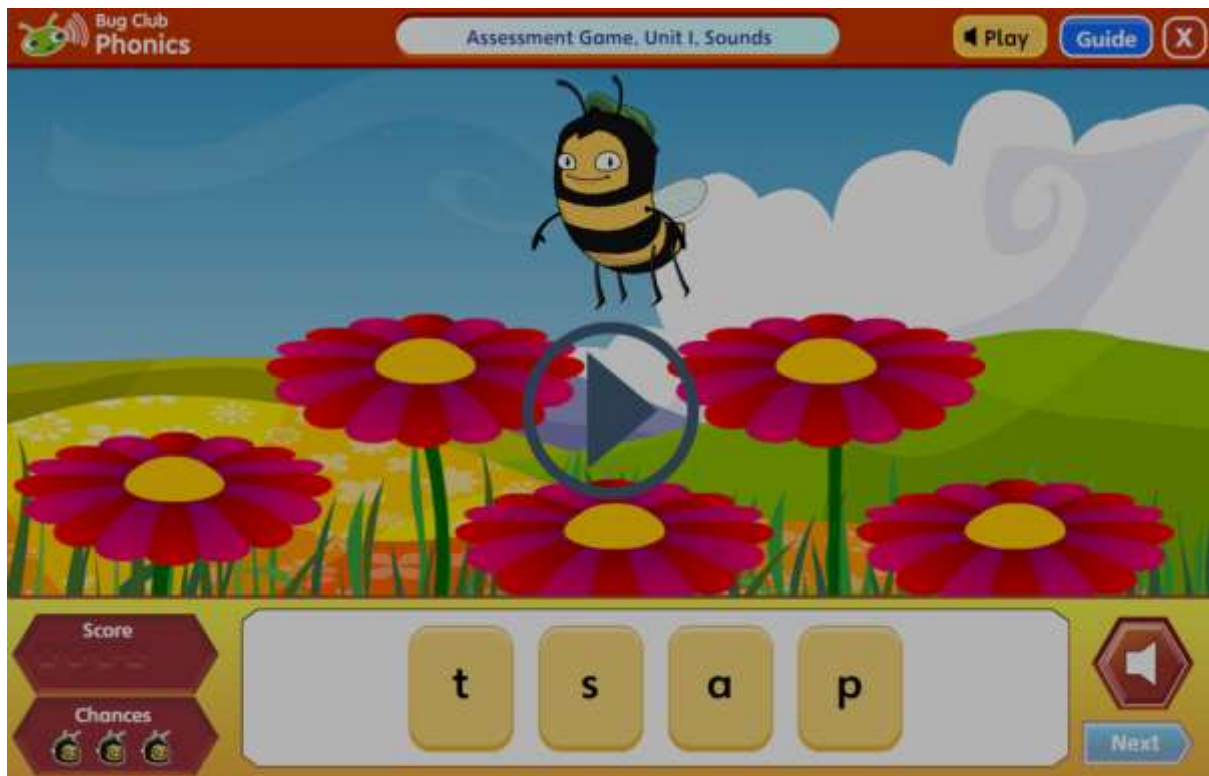 Bug Club
Phonics
Assessment Game, Unit 1, Sounds
Play
Guide
X
Score
Chances
t s a p
Next